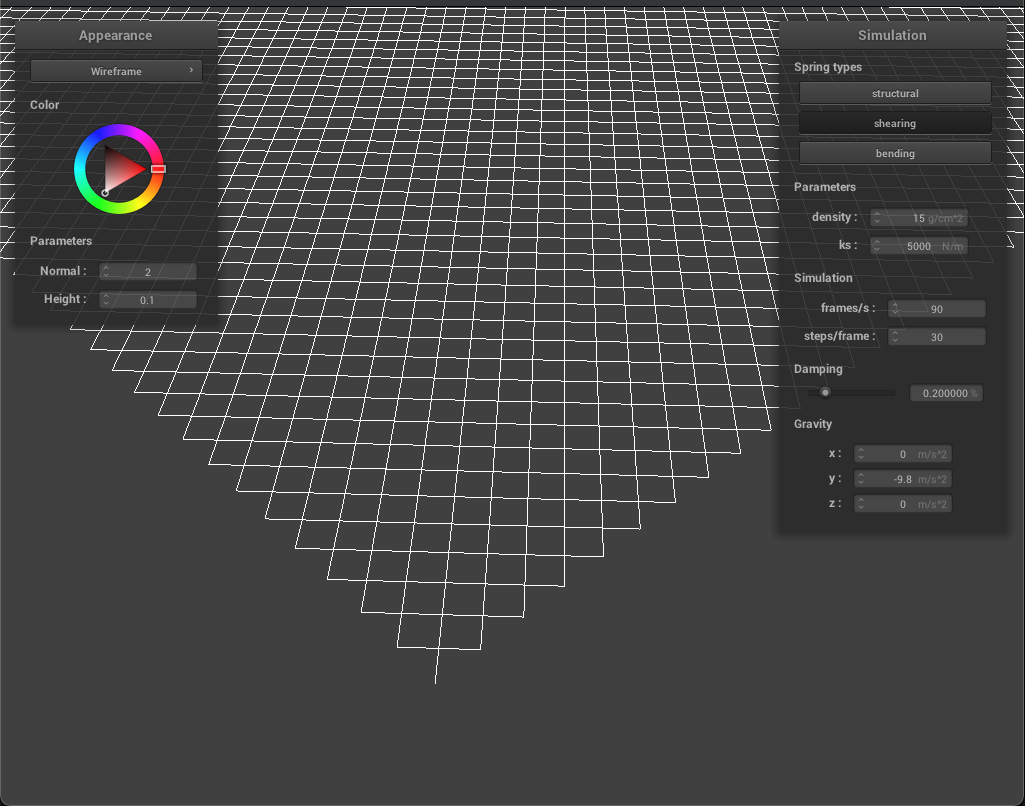 Appearance
Wireframe
Color
Parameters
Normal : 2
Height : 0.1
Simulation
Spring types
structural
shearing
bending
Parameters
density : 15 g/cm^2
ks : 5000 N/m
Simulation
frames/s : 90
steps/frame : 30
Damping
0.200000 %
Gravity
x : 0 m/s^2
y : -9.8 m/s^2
z : 0 m/s^2